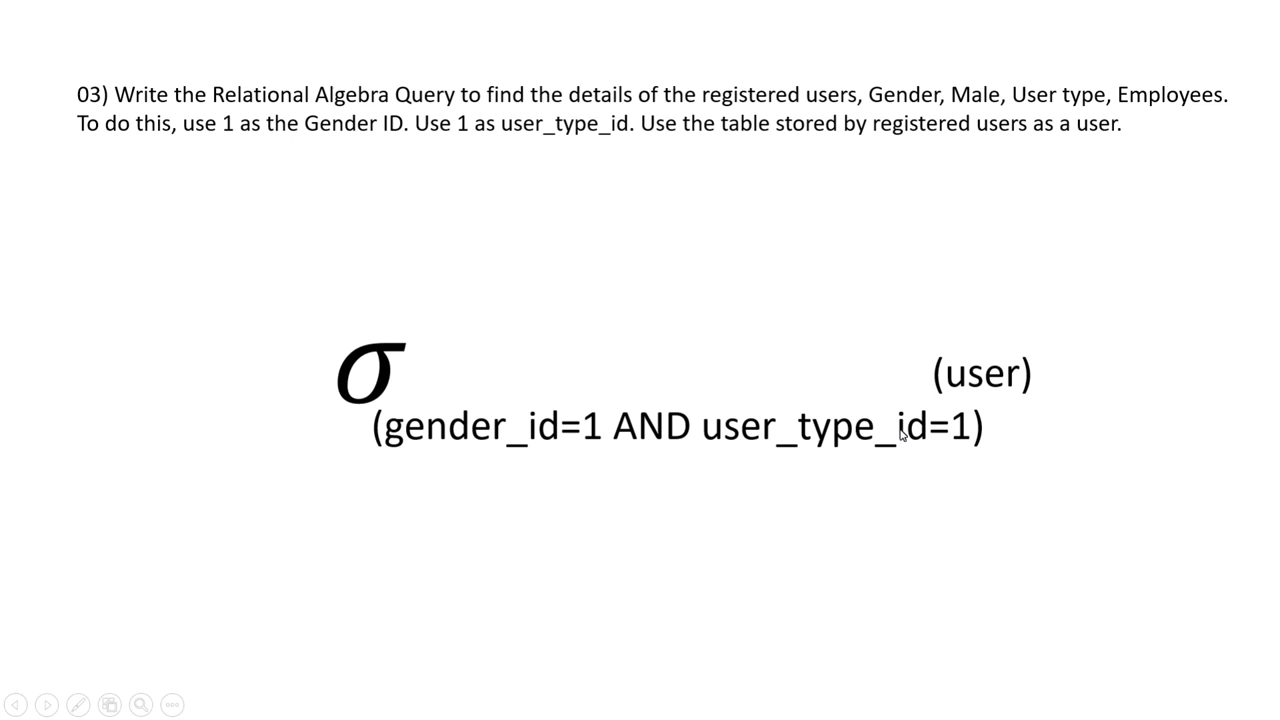 03) Write the Relational Algebra Query to find the details of the registered users, Gender, Male, User type, Employees.
To do this, use 1 as the Gender ID. Use 1 as user_type_id. Use the table stored by registered users as a user.
σ (user)
(gender_id=1 AND user_type_id=1)